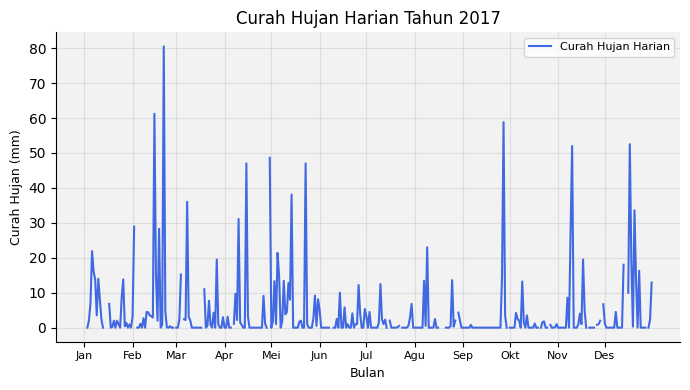 Curah Hujan Harian Tahun 2017
Curah Hujan Harian
Curah Hujan (mm)
80
70
60
50
40
30
20
10
0
Jan Feb Mar Apr Mei Jun Jul Agu Sep Okt Nov Des
Bulan